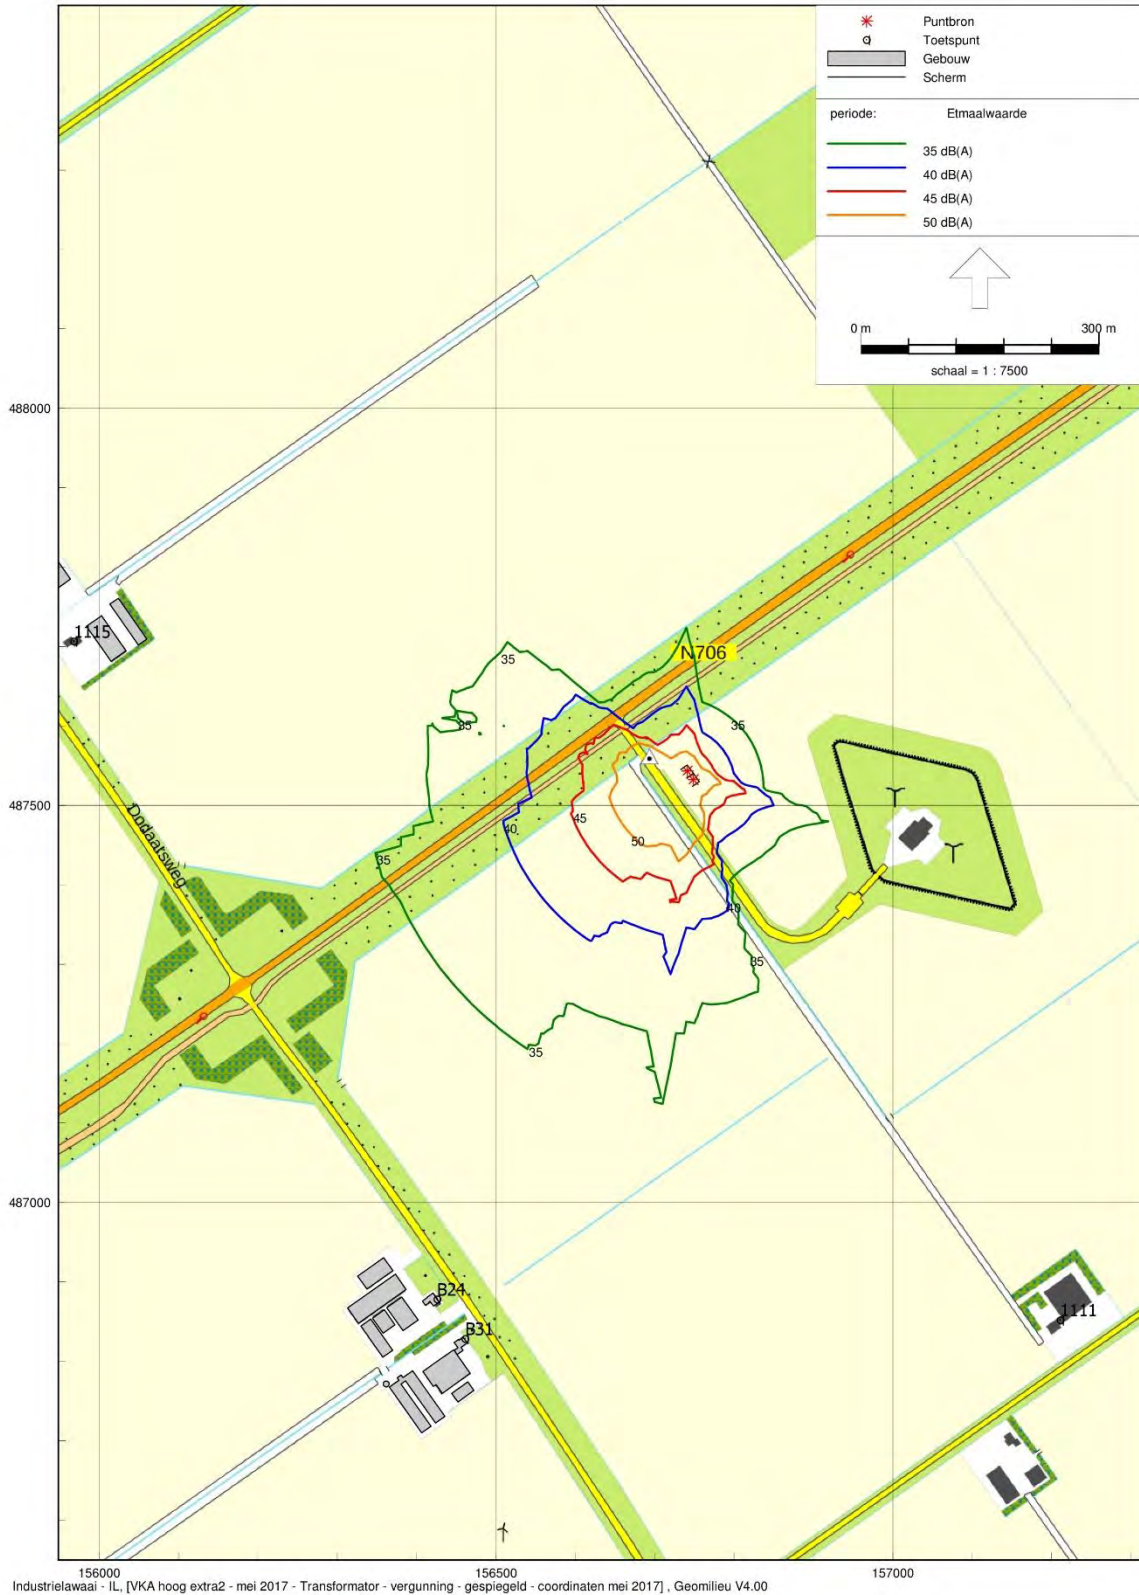 Puntbron
Toetspunt
Gebouw
Scherm
periode: Etmaalwaarde
35 dB(A)
40 dB(A)
45 dB(A)
50 dB(A)
0 m 300 m
schaal = 1 : 7500
488000
1115
35
N706
35
35
487500
Dodaarsweg
40
45
50
35
40
35
35
487000
B24
B31
1111
156000
156500
157000
Industrielawaai - IL, [VKA hoog extra2 - mei 2017 - Transformator - vergunning - gespiegeld - coordinaten mei 2017] , Geomilieu V4.00